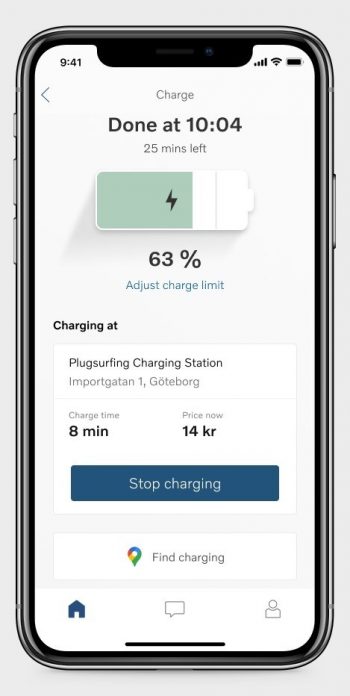 9:41
Charge
Done at 10:04
25 mins left
63 %
Adjust charge limit
Charging at
Plugsurfing Charging Station
Importgatan 1, Göteborg
Charge time Price now
8 min 14 kr
Stop charging
Find charging